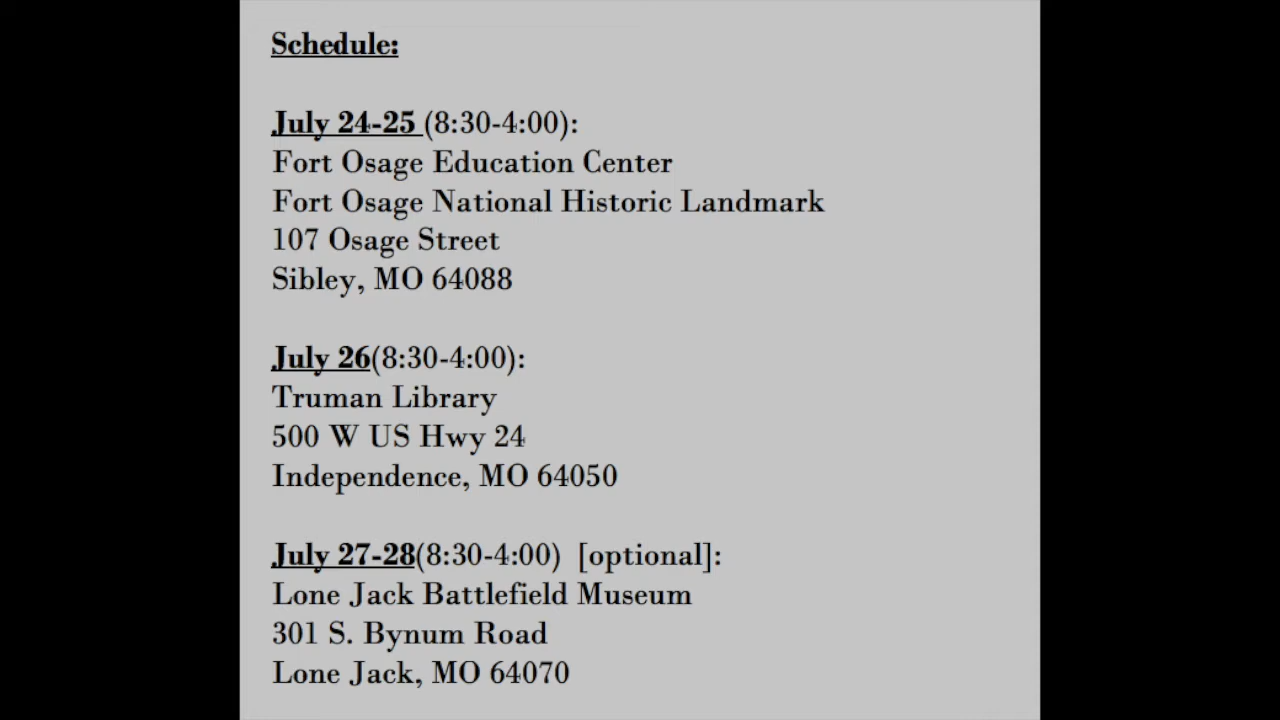 Schedule:
July 24-25 (8:30-4:00):
Fort Osage Education Center
Fort Osage National Historic Landmark
107 Osage Street
Sibley, MO 64088
July 26(8:30-4:00):
Truman Library
500 W US Hwy 24
Independence, MO 64050
July 27-28(8:30-4:00)  [optional]:
Lone Jack Battlefield Museum
301 S. Bynum Road
Lone Jack, MO 64070